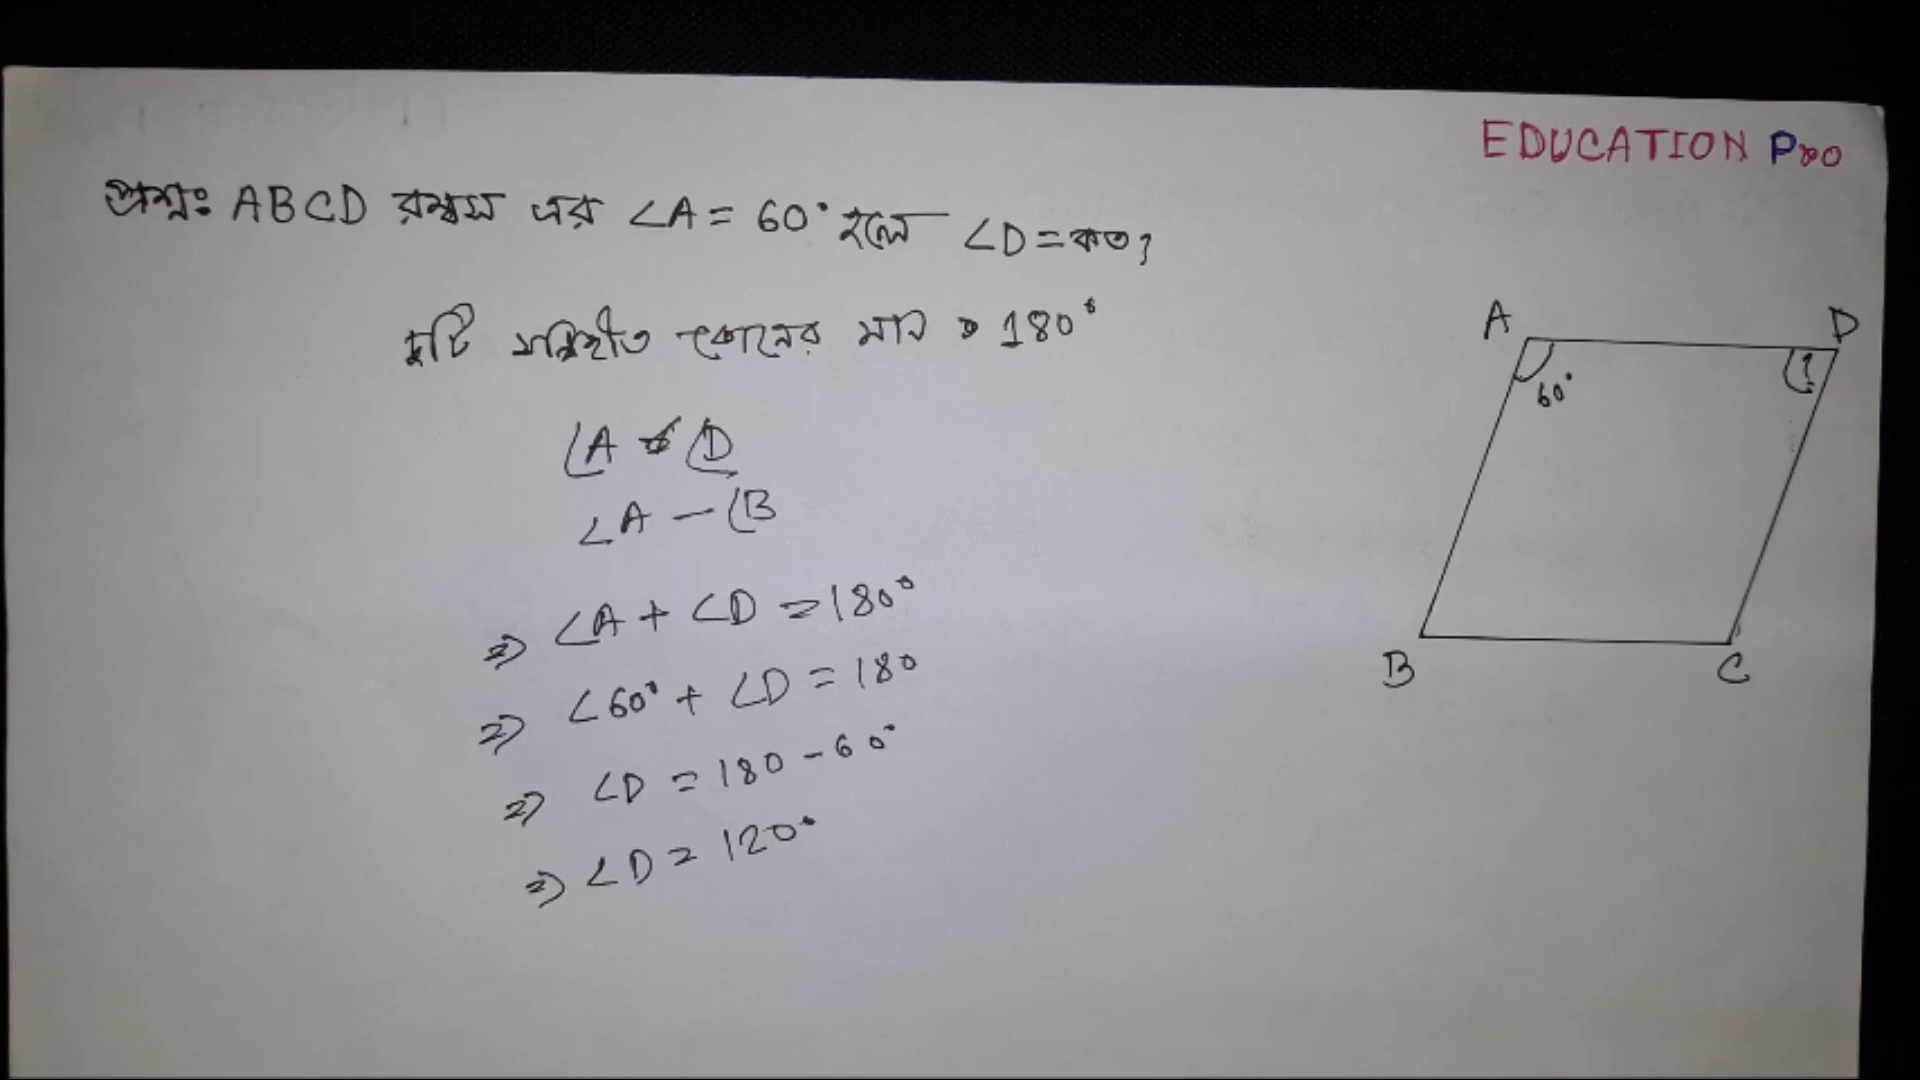 EDUCATION Pro
প্রশ্নঃ ABCD রম্বস এর ∠A = 60° হলে ∠D = কত?
দুটি সন্নিহীত কোনের মান 180°
∠A ∠D
∠A — ∠B
⇒ ∠A + ∠D = 180°
⇒ ∠60° + ∠D = 180
⇒ ∠D = 180 - 60°
⇒ ∠D = 120°
A D
60° ?
B C